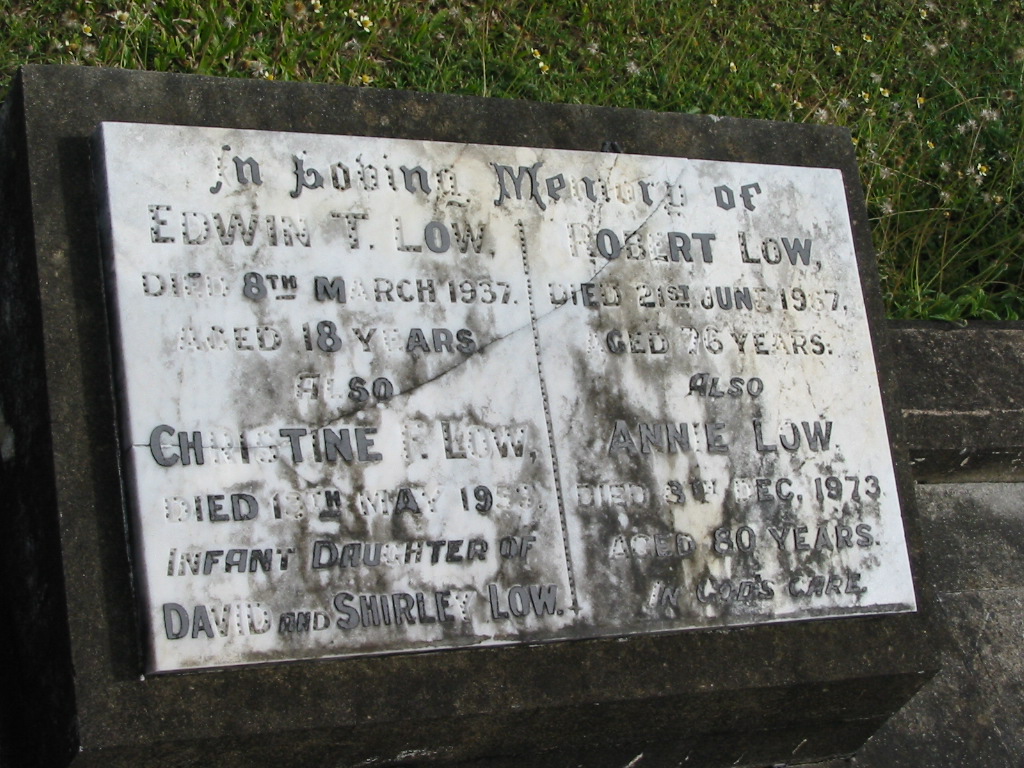 In Loving Memory of
EDWIN T. LOW,
DIED 8TH MARCH 1937.
AGED 18 YEARS.
ALSO
CHRISTINE F. LOW,
DIED MAY
INFANT DAUGHTER OF
DAVID AND SHIRLEY LOW.
ROBERT LOW,
DIED 21ST JUNE 1967,
AGED 76 YEARS.
ALSO
ANNIE LOW
DIED DEC. 1973
AGED 80 YEARS.
IN GOD'S CARE